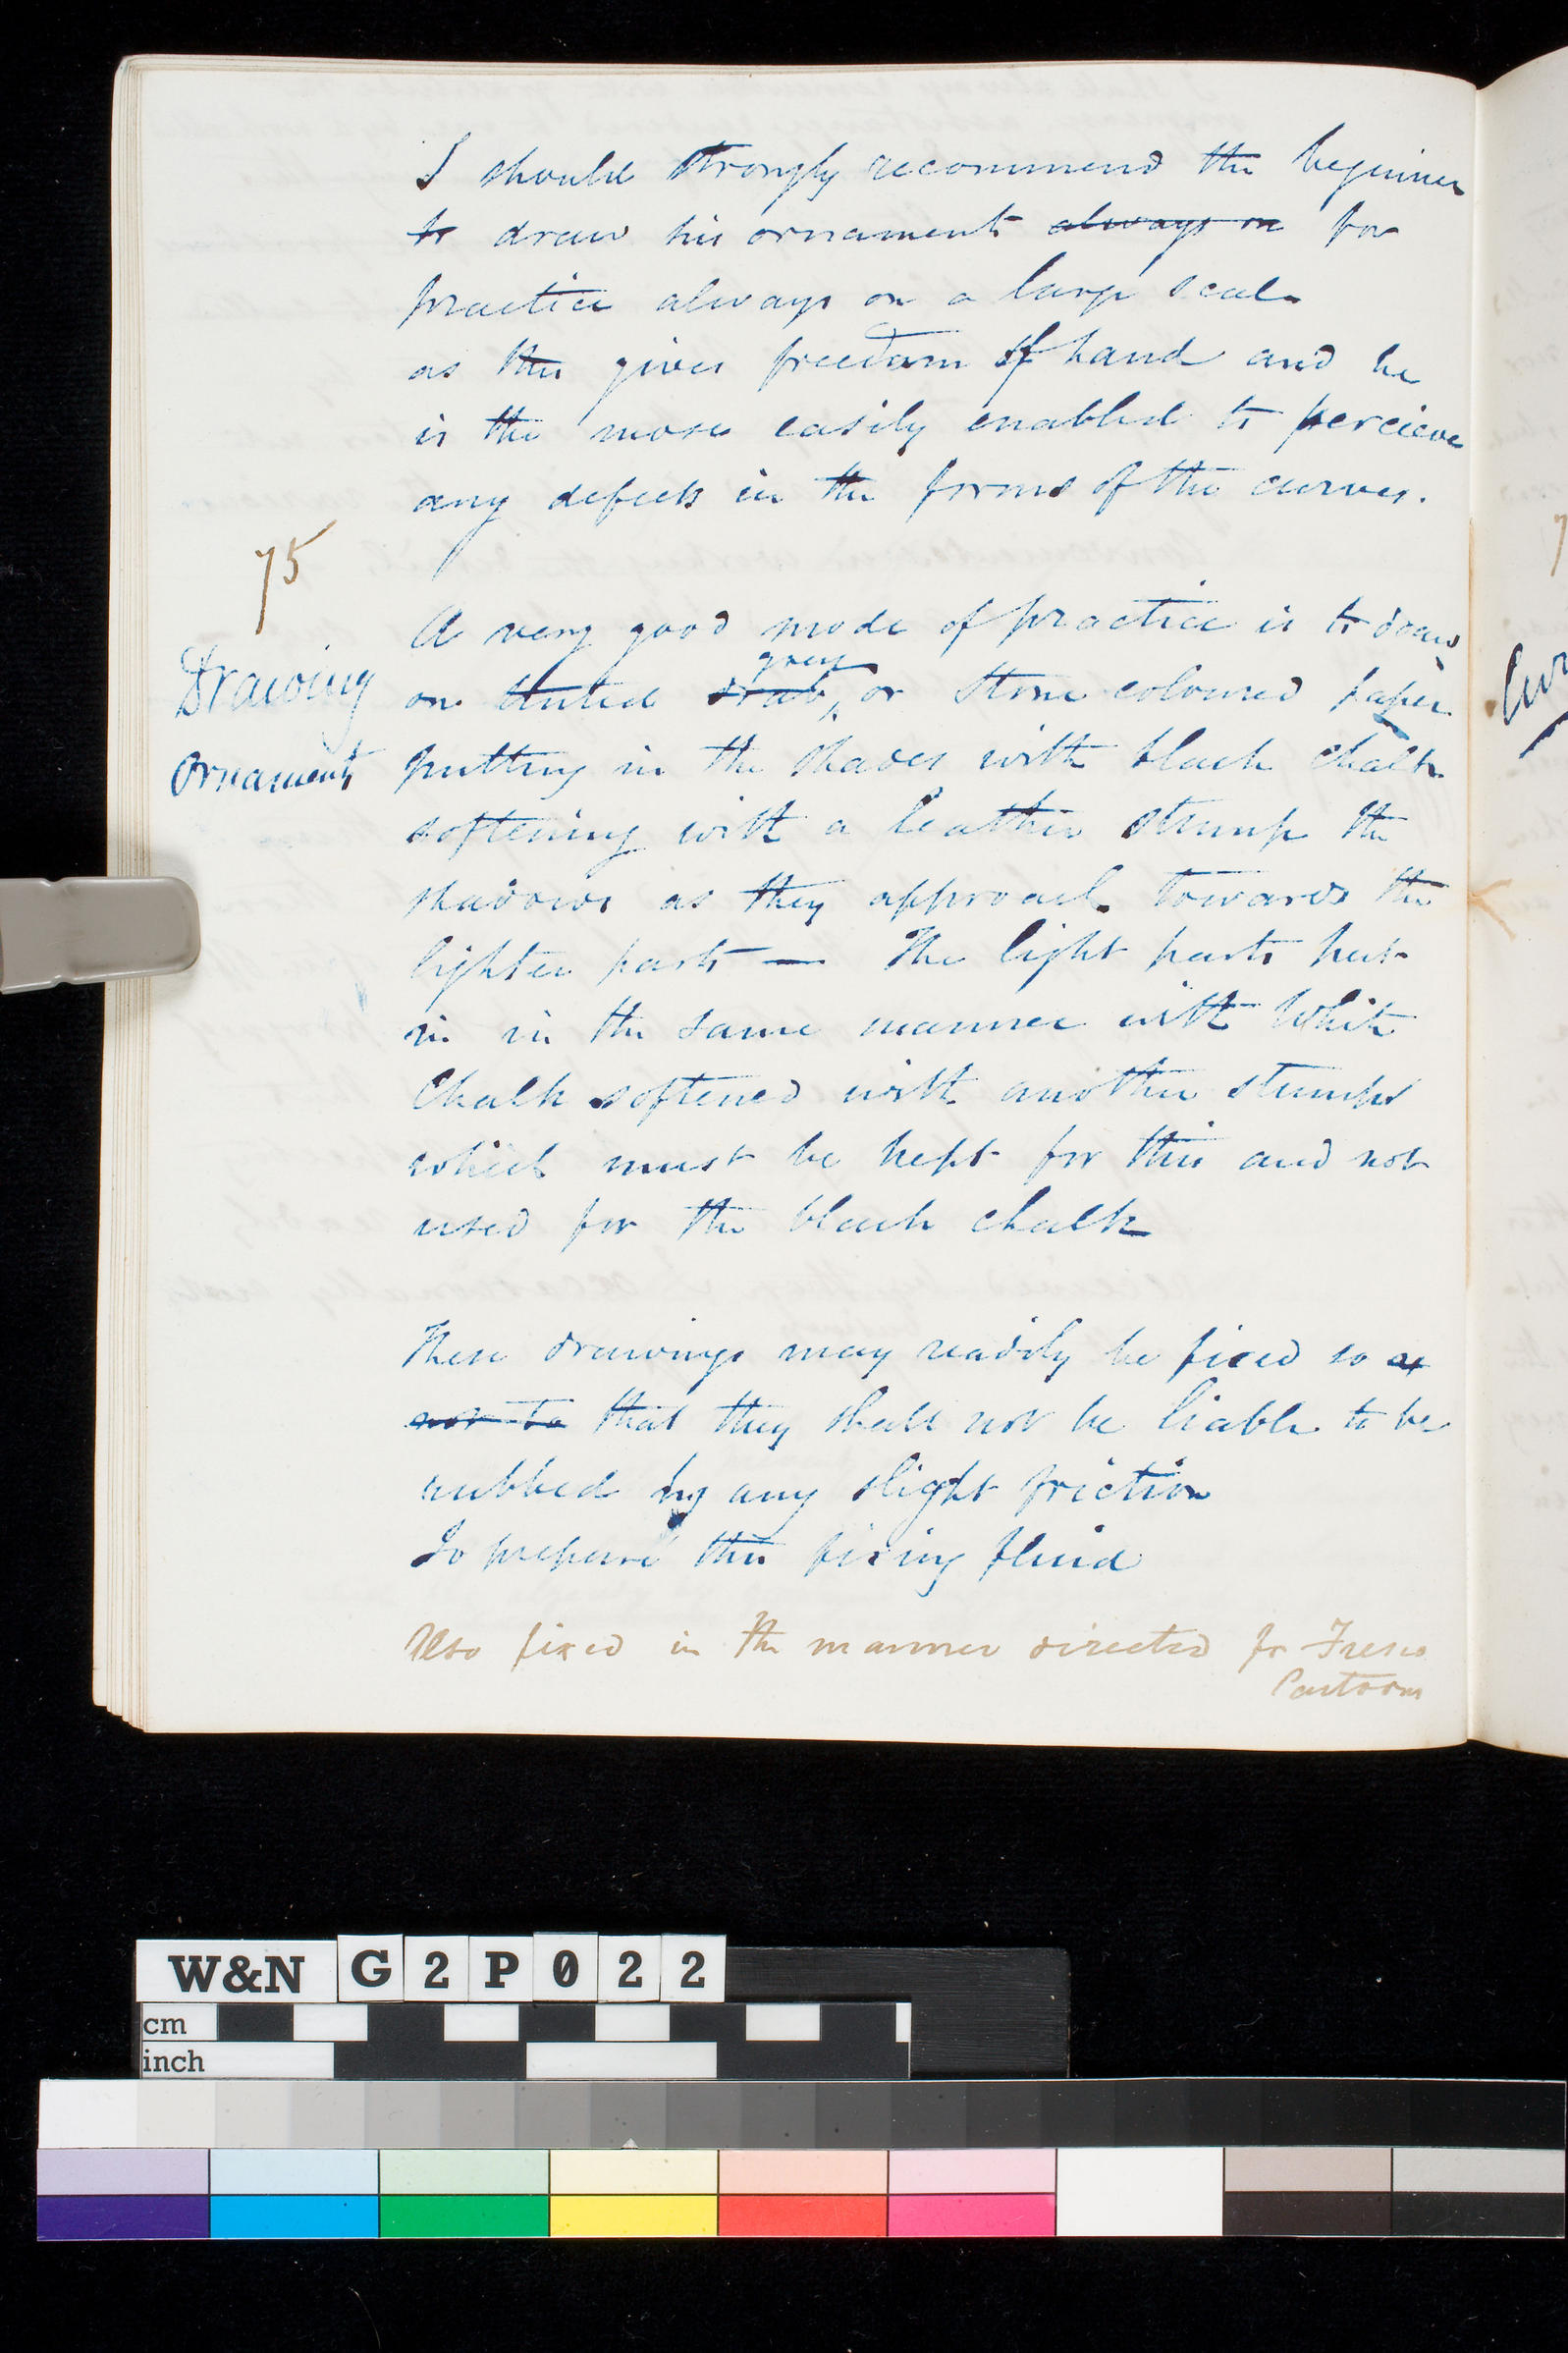 I should strongly recommend the beginner
to draw his ornaments always on for
practice always on a large scale
as this gives freedom of hand and he
is the more easily enabled to percieve
any defects in the forms of the curves.
75
A very good mode of practice is to draw
grey
Drawing
on tinted drab, or stone coloured paper
Ornaments
putting in the shades with black chalk
softening with a leather stump the
shadows as they approach towards the
lighter parts — The light parts put
in in the same manner with White
Chalk softened with another stump
which must be kept for this and not
used for the black chalk
These drawings may readily be fixed so as
not to that they shall not be liable to be
rubbed by any slight friction
To prepare this fixing fluid
Also fixed in the manner directed for Fresco
Cartoons
W&N G2P022
cm
inch